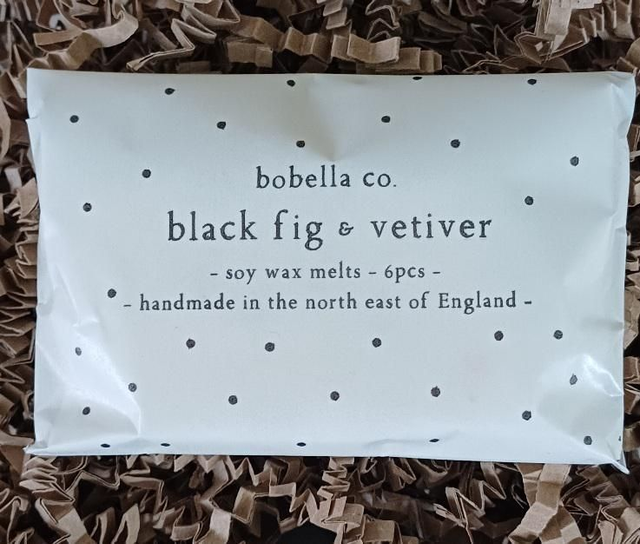 bobella co.
black fig & vetiver
- soy wax melts - 6pcs -
- handmade in the north east of England -